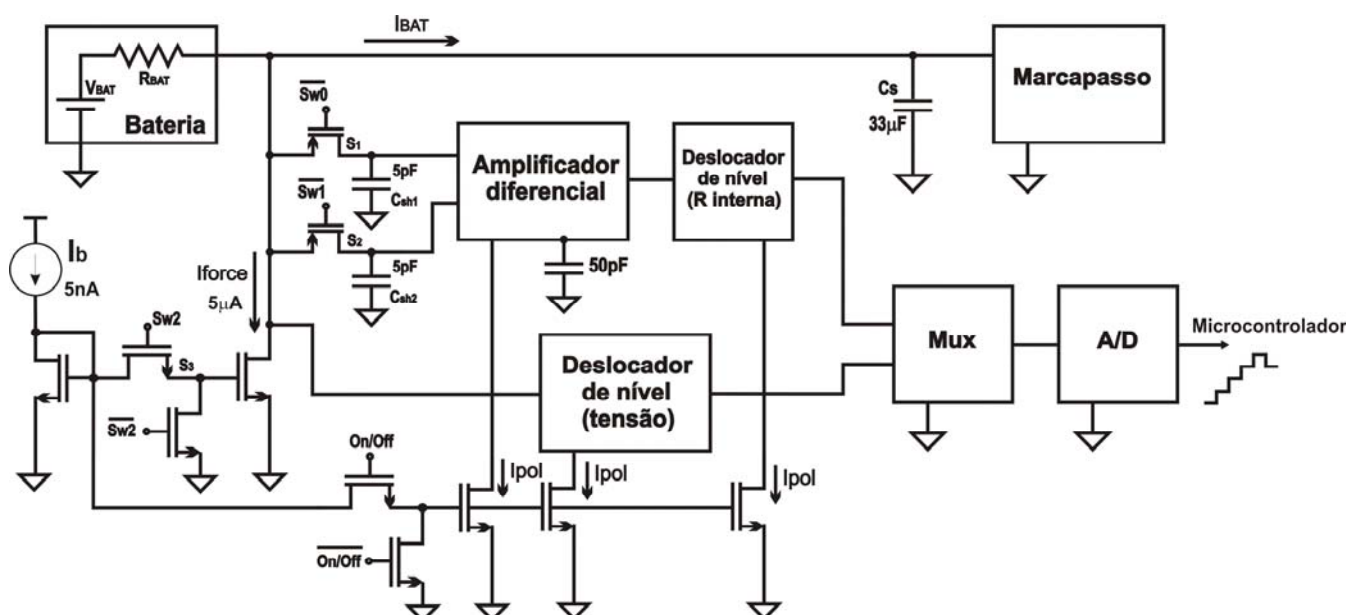 IBAT
RBAT
VBAT
Bateria
Sw0
S1
5pF
Csh1
Sw1
S2
5pF
Csh2
Amplificador
diferencial
50pF
Deslocador
de nível
(R interna)
Cs
33µF
Marcapasso
Ib
5nA
Iforce
5µA
Sw2
S3
Sw2
Deslocador
de nível
(tensão)
Mux
A/D
Microcontrolador
On/Off
On/Off
Ipol
Ipol
Ipol